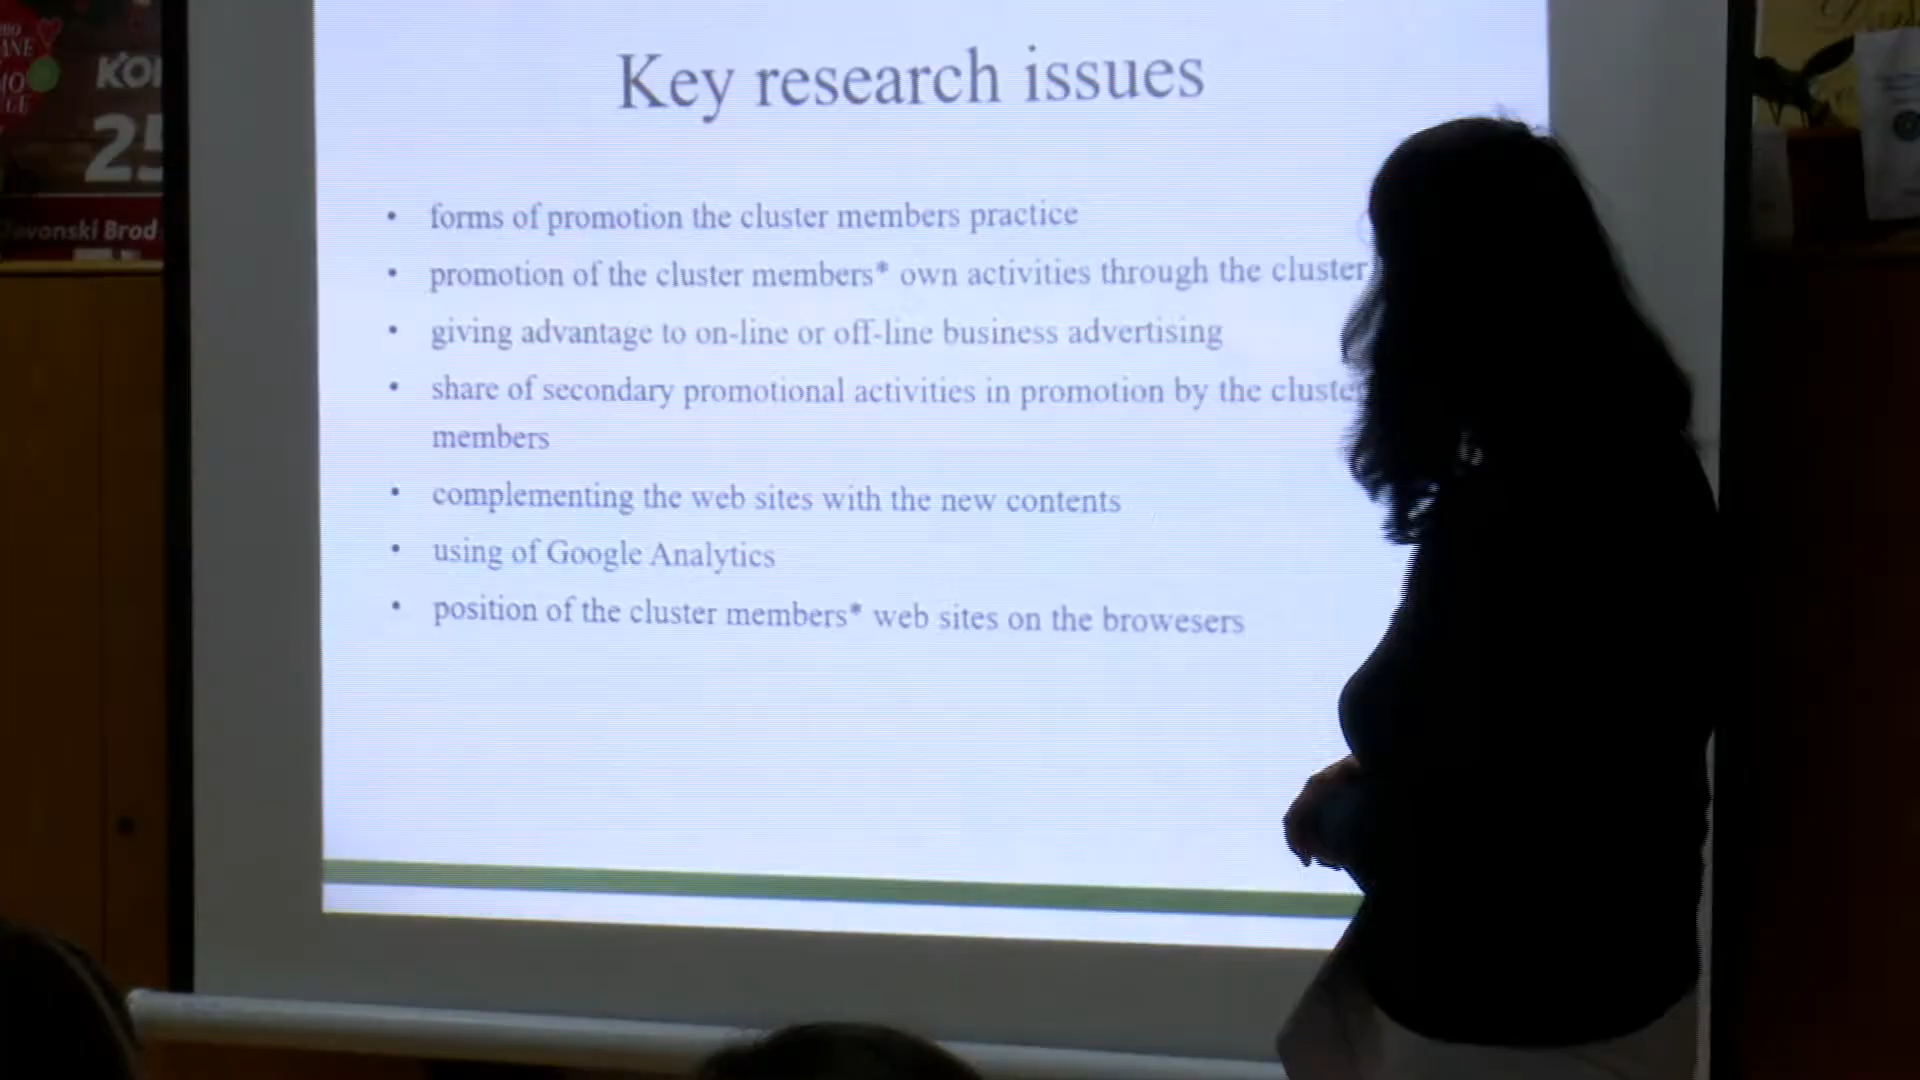 Key research issues
• forms of promotion the cluster members practice
• promotion of the cluster members* own activities through the cluster
• giving advantage to on-line or off-line business advertising
• share of secondary promotional activities in promotion by the cluster
members
• complementing the web sites with the new contents
• using of Google Analytics
• position of the cluster members* web sites on the browesers
25
Brod